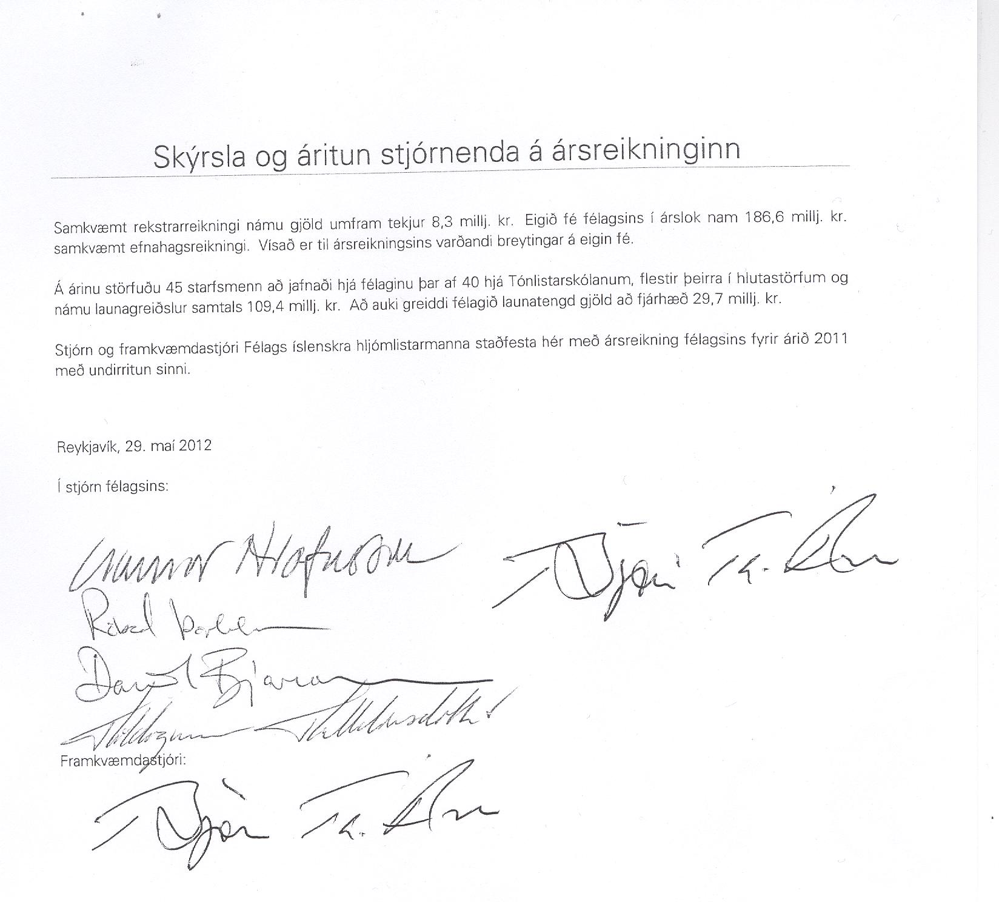 Skýrsla og áritun stjórnenda á ársreikninginn
Samkvæmt rekstrarreikningi námu gjöld umfram tekjur 8,3 millj. kr. Eigið fé félagsins í árslok nam 186,6 millj. kr.
samkvæmt efnahagsreikningi. Vísað er til ársreikningsins varðandi breytingar á eigin fé.
Á árinu störfuðu 45 starfsmenn að jafnaði hjá félaginu þar af 40 hjá Tónlistarskólanum, flestir þeirra í hlutastörfum og
námu launagreiðslur samtals 109,4 millj. kr. Að auki greiddi félagið launatengd gjöld að fjárhæð 29,7 millj. kr.
Stjórn og framkvæmdastjóri Félags íslenskra hljómlistarmanna staðfesta hér með ársreikning félagsins fyrir árið 2011
með undirritun sinni.
Reykjavík, 29. maí 2012
Í stjórn félagsins:
Gunnar Hrafnsson
Björn Th. Árnason
Davíð
Framkvæmdastjóri:
Björn Th. Árnason